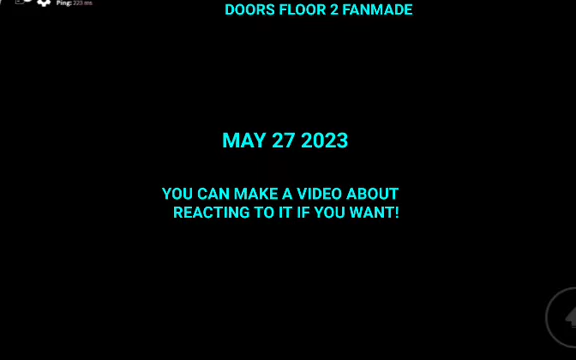 Ping: 223 ms
DOORS FLOOR 2 FANMADE
MAY 27 2023
YOU CAN MAKE A VIDEO ABOUT
REACTING TO IT IF YOU WANT!